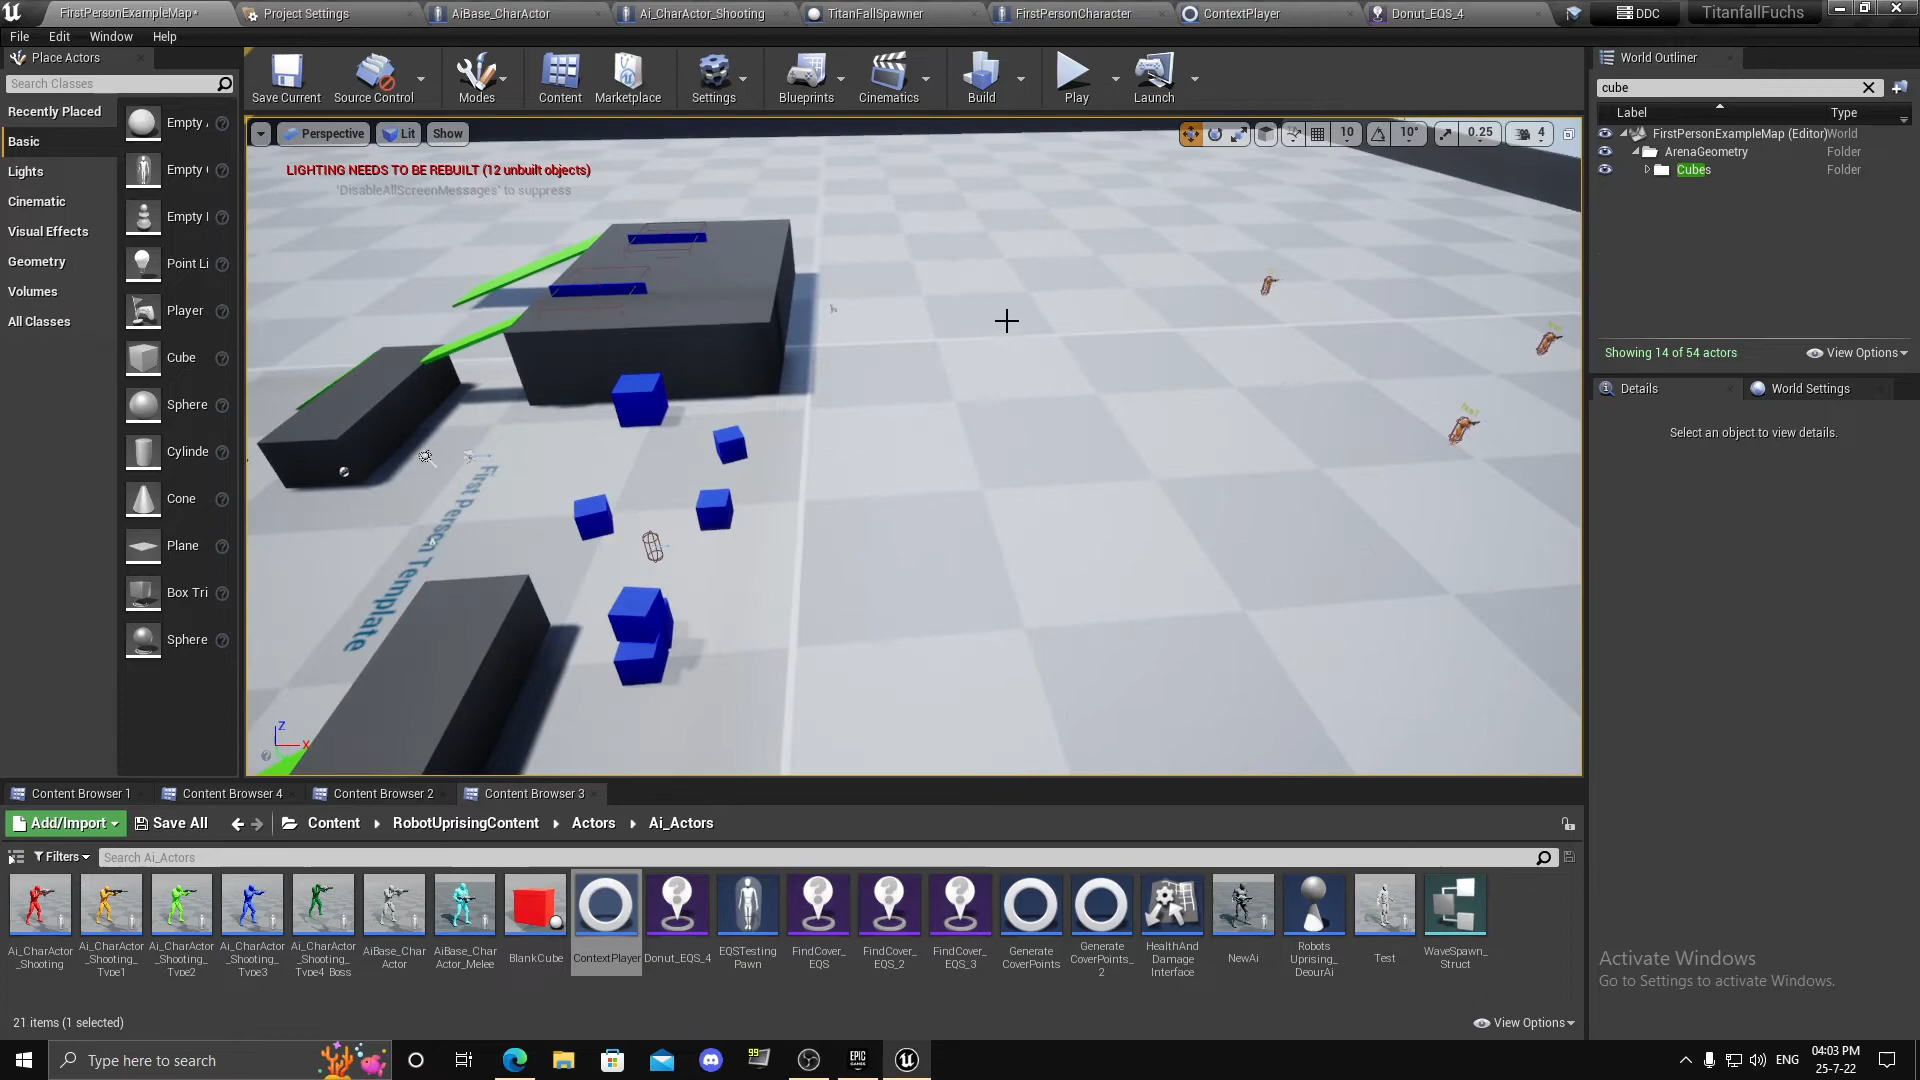 FirstPersonExampleMap*
Project Settings
AiBase_CharActor
Ai_CharActor_Shooting
TitanFallSpawner
FirstPersonCharacter
ContextPlayer
Donut_EQS_4
DDC
TitanfallFuchs
File Edit Window Help
Place Actors
Search Classes
Recently Placed
Basic
Lights
Cinematic
Visual Effects
Geometry
Volumes
All Classes
Empty
Empty
Empty
Point Li
Player
Cube
Sphere
Cylinde
Cone
Plane
Box Tri
Sphere
Save Current
Source Control
Modes
Content
Marketplace
Settings
Blueprints
Cinematics
Build
Play
Launch
Perspective
Lit
Show
10
10°
0.25
4
LIGHTING NEEDS TO BE REBUILT (12 unbuilt objects)
'DisableAllScreenMessages' to suppress
First Person Template
Z
X
World Outliner
cube
Label
Type
FirstPersonExampleMap (Editor)
World
ArenaGeometry
Folder
Cubes
Folder
Showing 14 of 54 actors
View Options
Details
World Settings
Select an object to view details.
Content Browser 1
Content Browser 4
Content Browser 2
Content Browser 3
Add/Import
Save All
Content
RobotUprisingContent
Actors
Ai_Actors
Filters
Search Ai_Actors
Ai_CharActor
_Shooting
Ai_CharActor
_Shooting_
Type1
Ai_CharActor
_Shooting_
Type2
Ai_CharActor
_Shooting_
Type3
Ai_CharActor
_Shooting_
Type4_Boss
AiBase_Char
Actor
AiBase_Char
Actor_Melee
BlankCube
ContextPlayer
Donut_EQS_4
EQSTesting
Pawn
FindCover_
EQS
FindCover_
EQS_2
FindCover_
EQS_3
Generate
CoverPoints
Generate
CoverPoints_
2
HealthAnd
Damage
Interface
NewAi
Robots
Uprising_
DeourAi
Test
WaveSpawn_
Struct
21 items (1 selected)
View Options
Activate Windows
Go to Settings to activate Windows.
Type here to search
99
EPIC
GAMES
ENG
04:03 PM
25-7-22